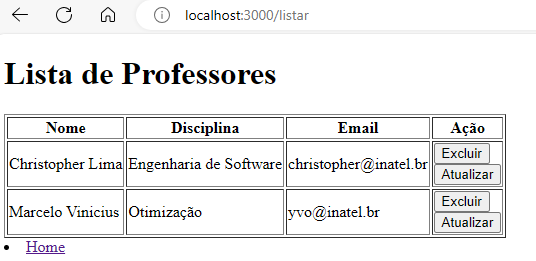 localhost:3000/listar
Lista de Professores
Nome Disciplina Email Ação
Christopher Lima Engenharia de Software christopher@inatel.br Excluir
Atualizar
Marcelo Vinicius Otimização yvo@inatel.br Excluir
Atualizar
Home